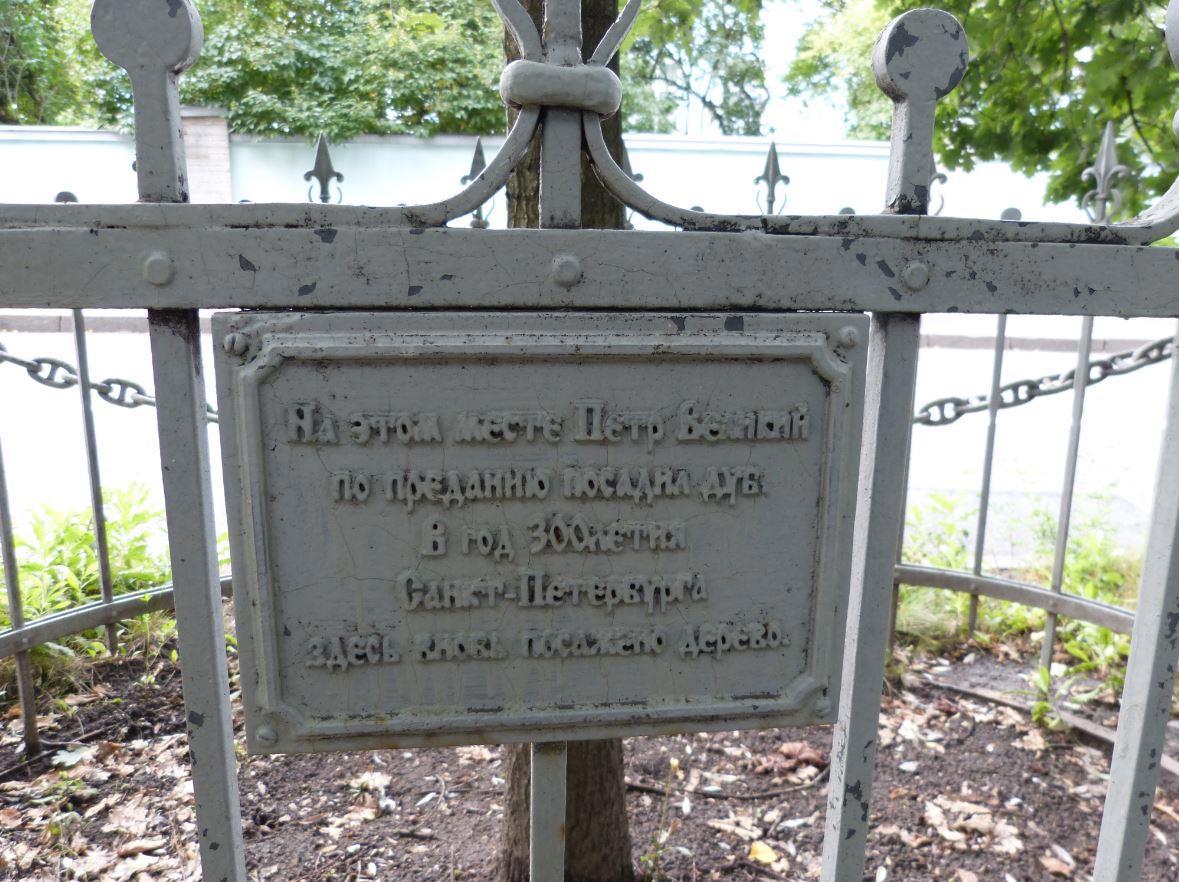 На этом месте Петр Великий
по преданию посадил дуб.
В год 300летия
Санкт-Петербурга
здесь вновь посажено дерево.